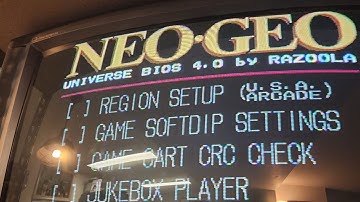 NEO·GEO
UNIVERSE BIOS 4.0 by RAZOOLA
[ ] REGION SETUP (U.S.A. ARCADE)
[ ] GAME SOFTDIP SETTINGS
[ ] GAME CART CRC CHECK
[ ] JUKEBOX PLAYER